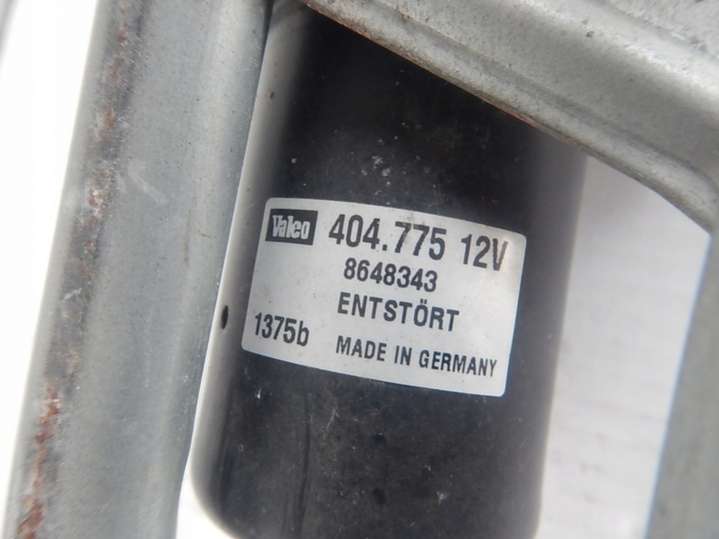 Valeo 404.775 12V
8648343
ENTSTÖRT
1375b MADE IN GERMANY